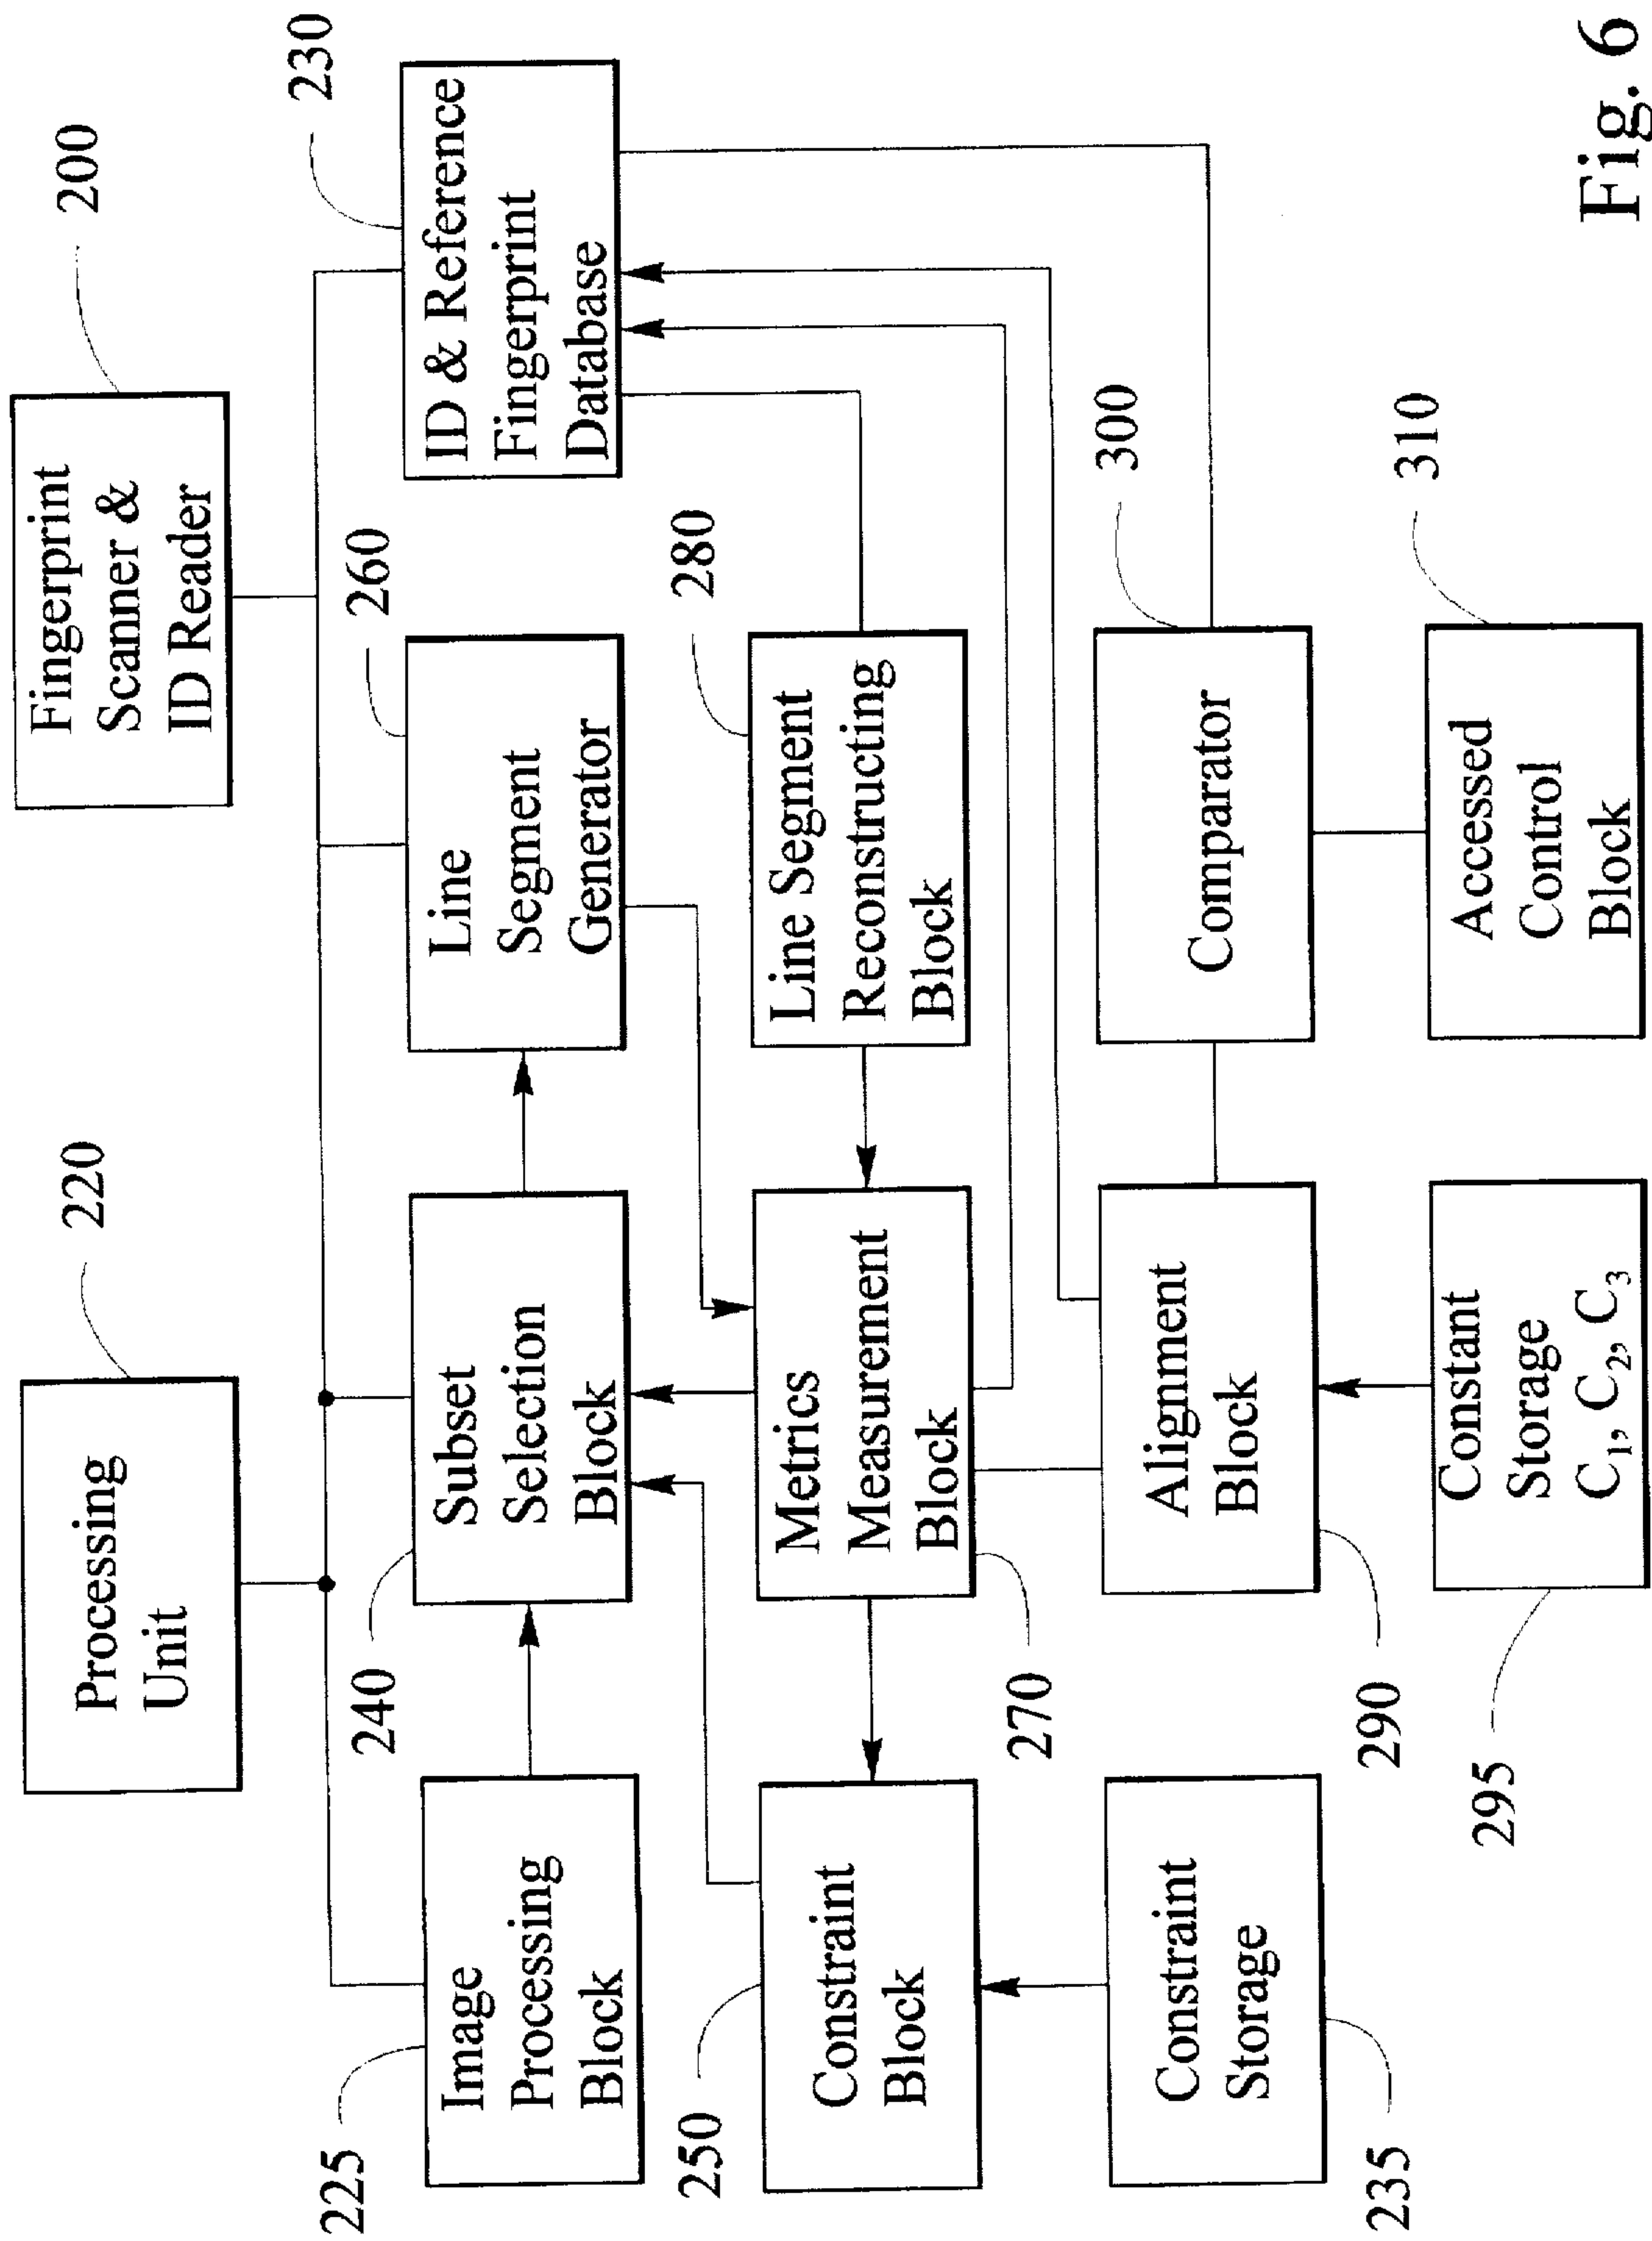 Processing
Unit
220
Fingerprint
Scanner &
ID Reader
200
225
Image
Processing
Block
240
Subset
Selection
Block
Line
Segment
Generator
260
ID & Reference
Fingerprint
Database
230
250
Constraint
Block
Metrics
Measurement
Block
270
Line Segment
Reconstructing
Block
280
Constraint
Storage
235
Alignment
Block
290
Comparator
300
Constant
Storage
C₁, C₂, C₃
295
Accessed
Control
Block
310
Fig. 6